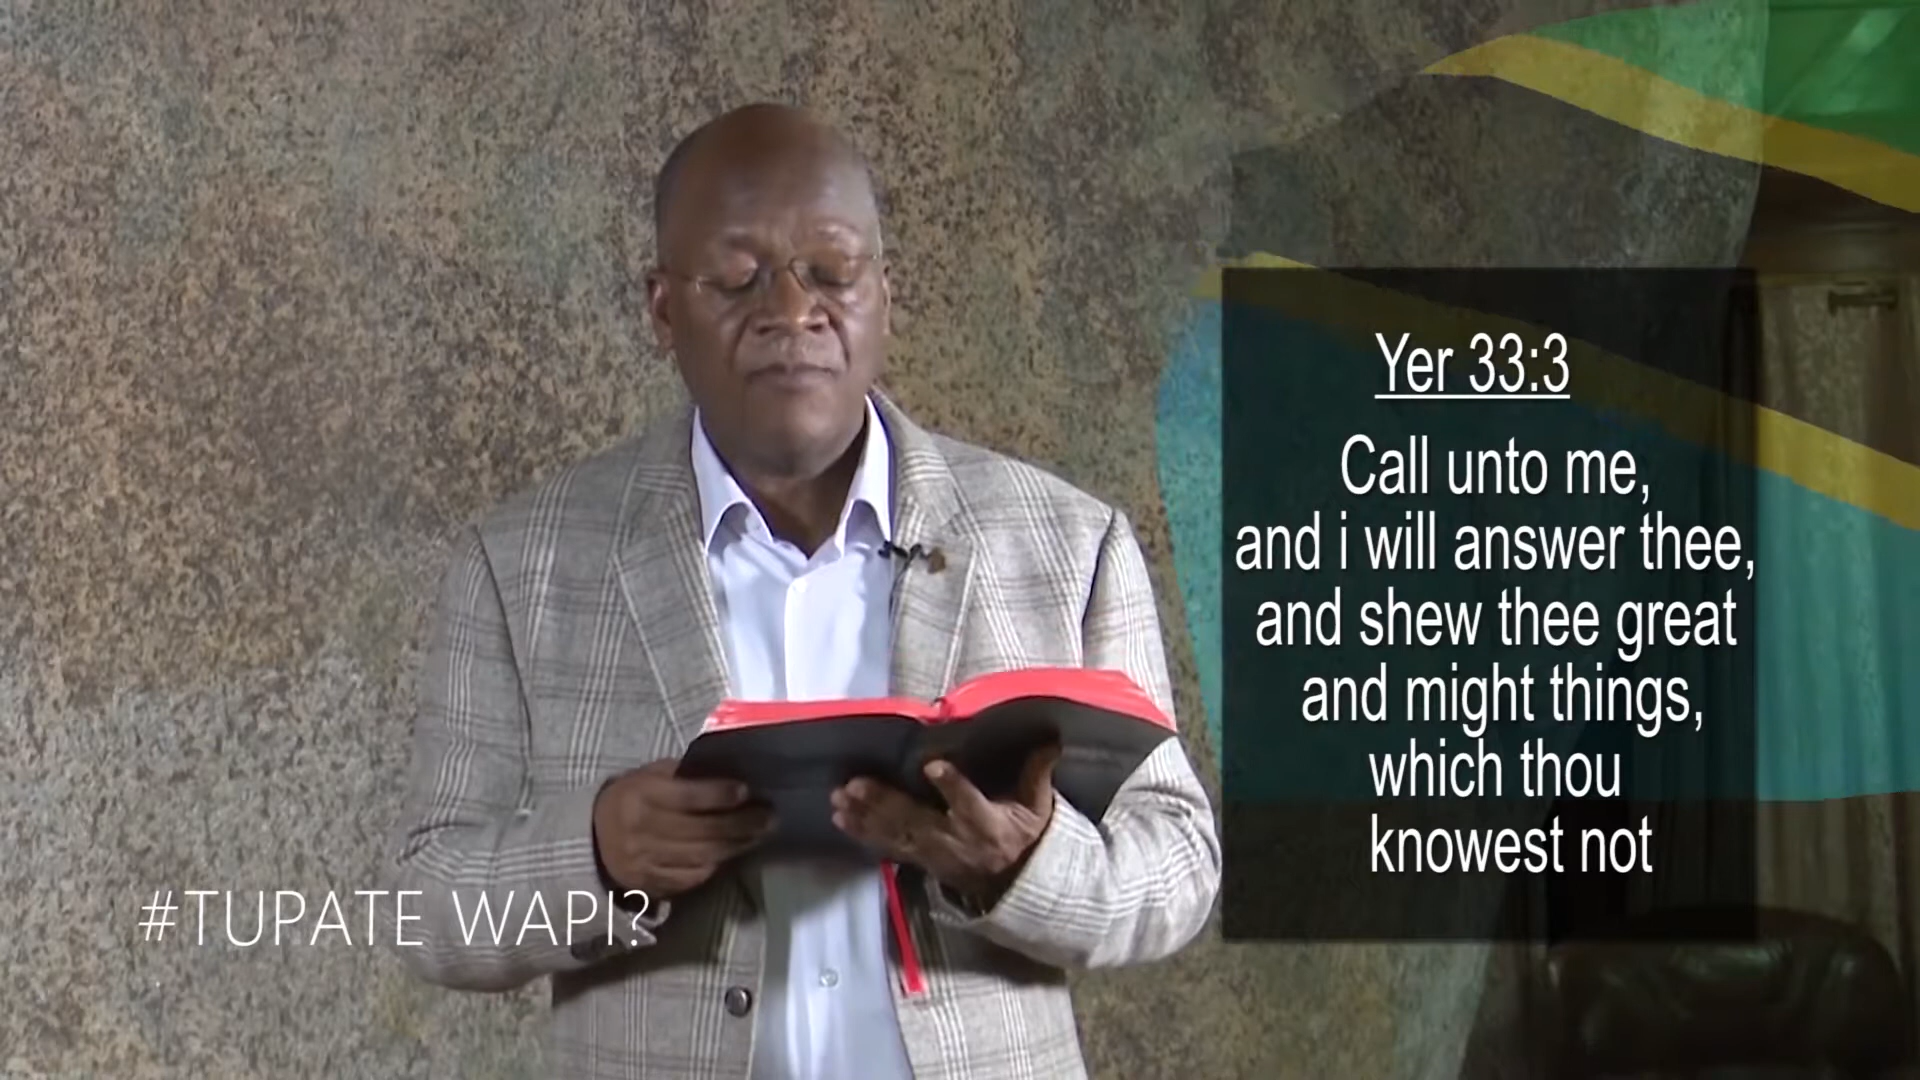 Yer 33:3
Call unto me,
and i will answer thee,
and shew thee great
and might things,
which thou
knowest not
#TUPATE WAPI?